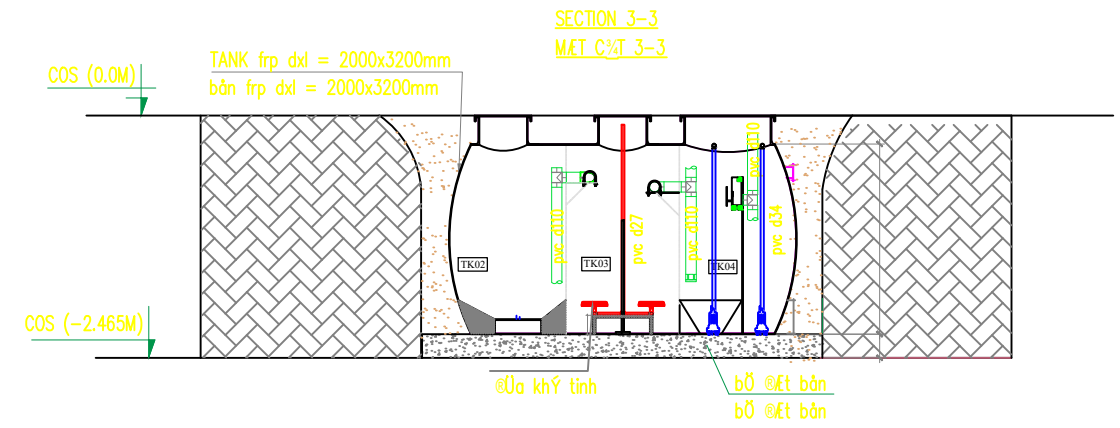 SECTION 3-3
MÆT C¾T 3-3
TANK frp dxl = 2000x3200mm
bån frp dxl = 2000x3200mm
COS (0.0M)
pvc d110
pvc d110
pvc d27
pvc d110
pvc d34
TK02
TK03
TK04
COS (-2.465M)
®Üa khÝ tinh
bÖ ®Æt bån
bÖ ®Æt bån